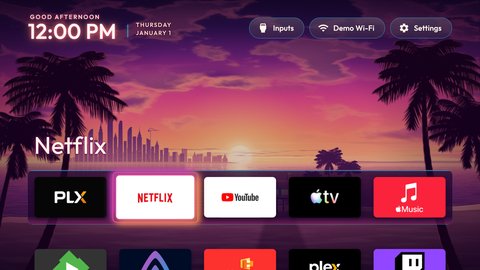 GOOD AFTERNOON
12:00 PM
THURSDAY
JANUARY 1
Inputs
Demo Wi-Fi
Settings
Netflix
PLX
NETFLIX
YouTube
tv
Music
plex